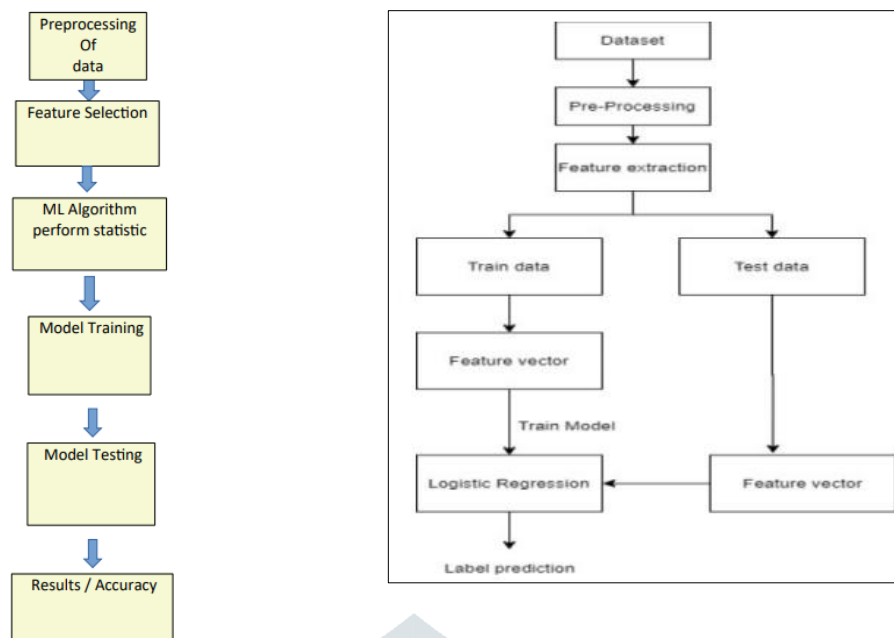 Preprocessing
Of
data
Feature Selection
ML Algorithm
perform statistic
Model Training
Model Testing
Results / Accuracy
Dataset
Pre-Processing
Feature extraction
Train data
Test data
Feature vector
Train Model
Logistic Regression
Feature vector
Label prediction